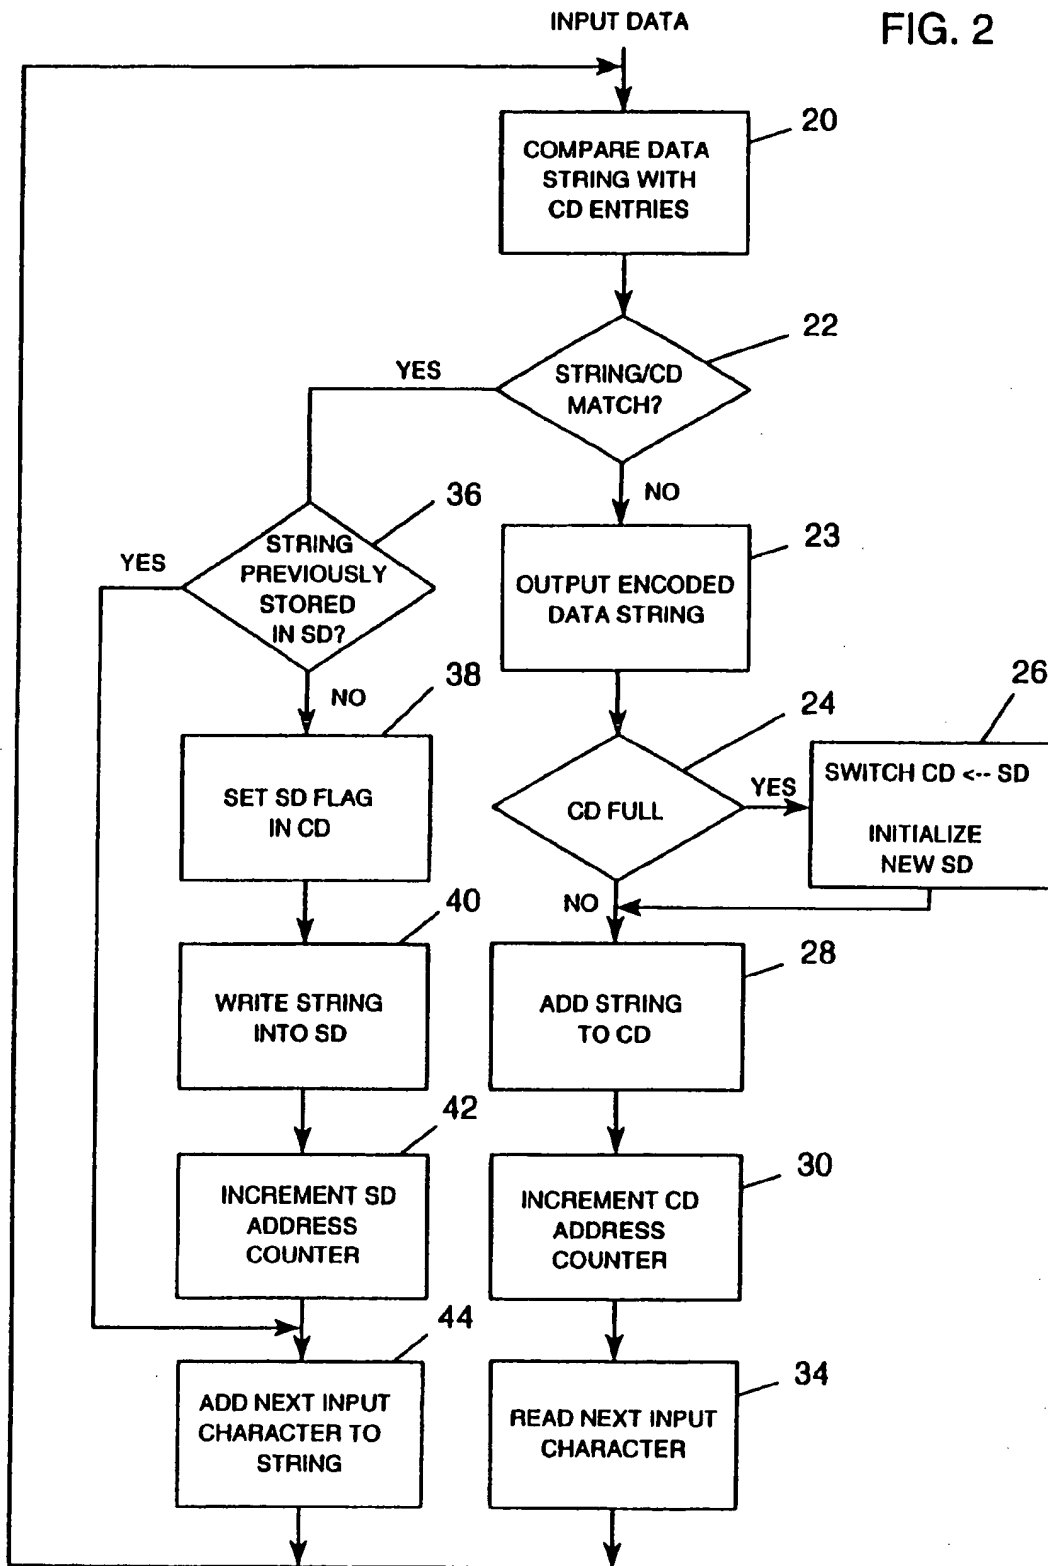 INPUT DATA
FIG. 2
20
COMPARE DATA
STRING WITH
CD ENTRIES
22
YES
STRING/CD
MATCH?
NO
36
YES
STRING
PREVIOUSLY
STORED
IN SD?
NO
23
OUTPUT ENCODED
DATA STRING
38
SET SD FLAG
IN CD
24
CD FULL
YES
NO
26
SWITCH CD <-- SD
INITIALIZE
NEW SD
40
WRITE STRING
INTO SD
28
ADD STRING
TO CD
42
INCREMENT SD
ADDRESS
COUNTER
30
INCREMENT CD
ADDRESS
COUNTER
44
ADD NEXT INPUT
CHARACTER TO
STRING
34
READ NEXT INPUT
CHARACTER